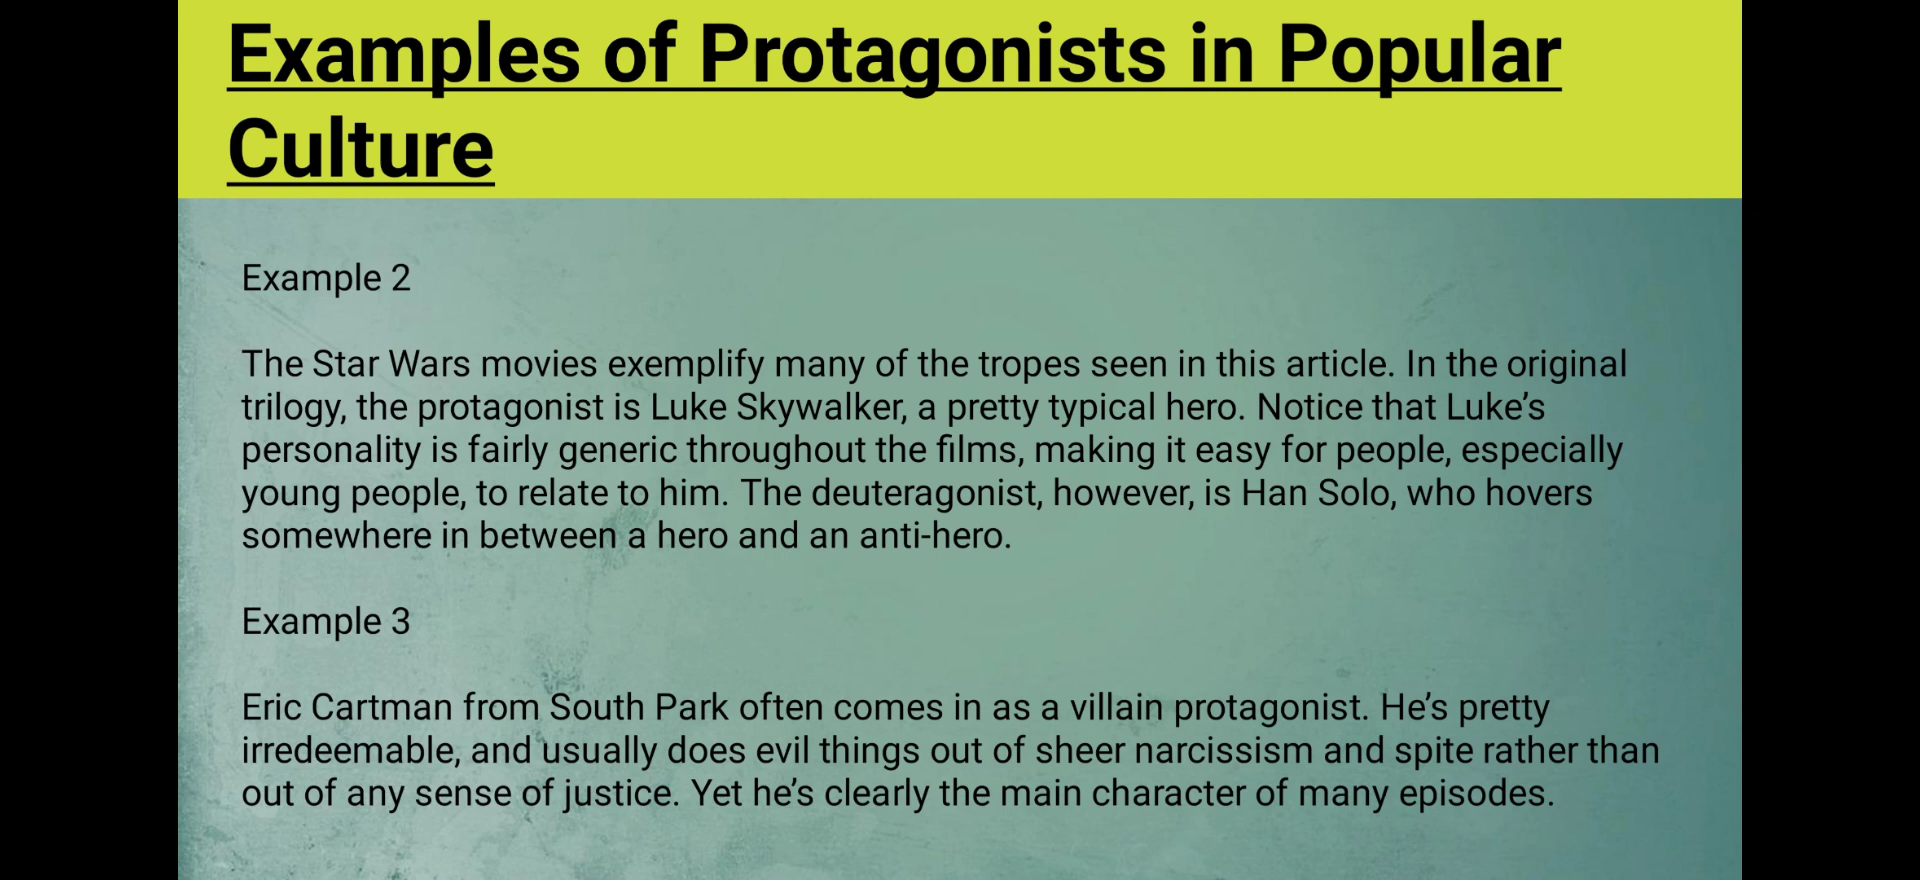 Examples of Protagonists in Popular
Culture
Example 2
The Star Wars movies exemplify many of the tropes seen in this article. In the original
trilogy, the protagonist is Luke Skywalker, a pretty typical hero. Notice that Luke’s
personality is fairly generic throughout the films, making it easy for people, especially
young people, to relate to him. The deuteragonist, however, is Han Solo, who hovers
somewhere in between a hero and an anti-hero.
Example 3
Eric Cartman from South Park often comes in as a villain protagonist. He’s pretty
irredeemable, and usually does evil things out of sheer narcissism and spite rather than
out of any sense of justice. Yet he’s clearly the main character of many episodes.